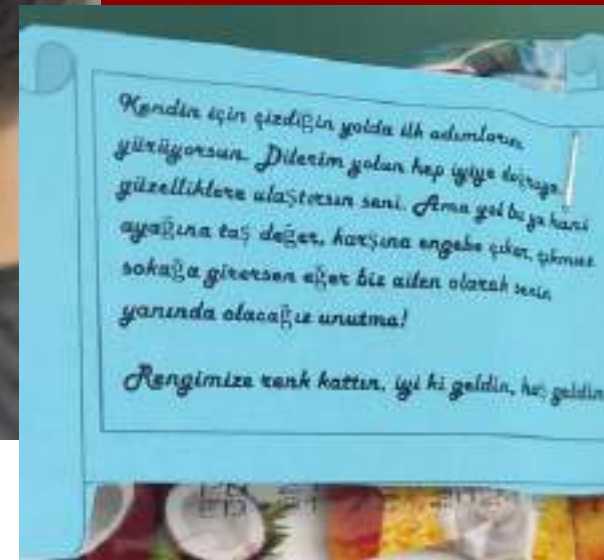 Kendin için çizdiğin yolda ilk adımların
yürüyorsun. Dilerim yolun hep iyiye doğruya,
güzelliklere ulaştırsın seni. Ama yol bu ya hani
ayağına taş değer, karşına engebe çıkar, çıkmaz
sokağa girersen eğer biz ailen olarak senin
yanında olacağız unutma!
Rengimize renk kattın, iyi ki geldin, hoş geldin